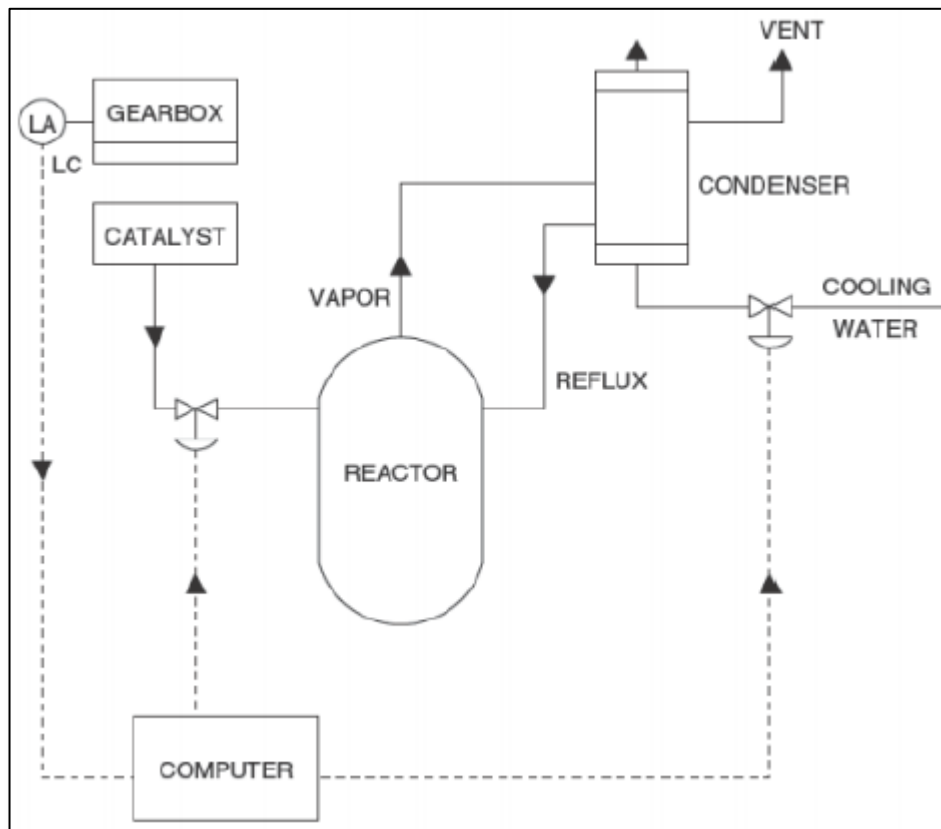 VENT
LA
GEARBOX
LC
CONDENSER
CATALYST
VAPOR
COOLING
WATER
REFLUX
REACTOR
COMPUTER